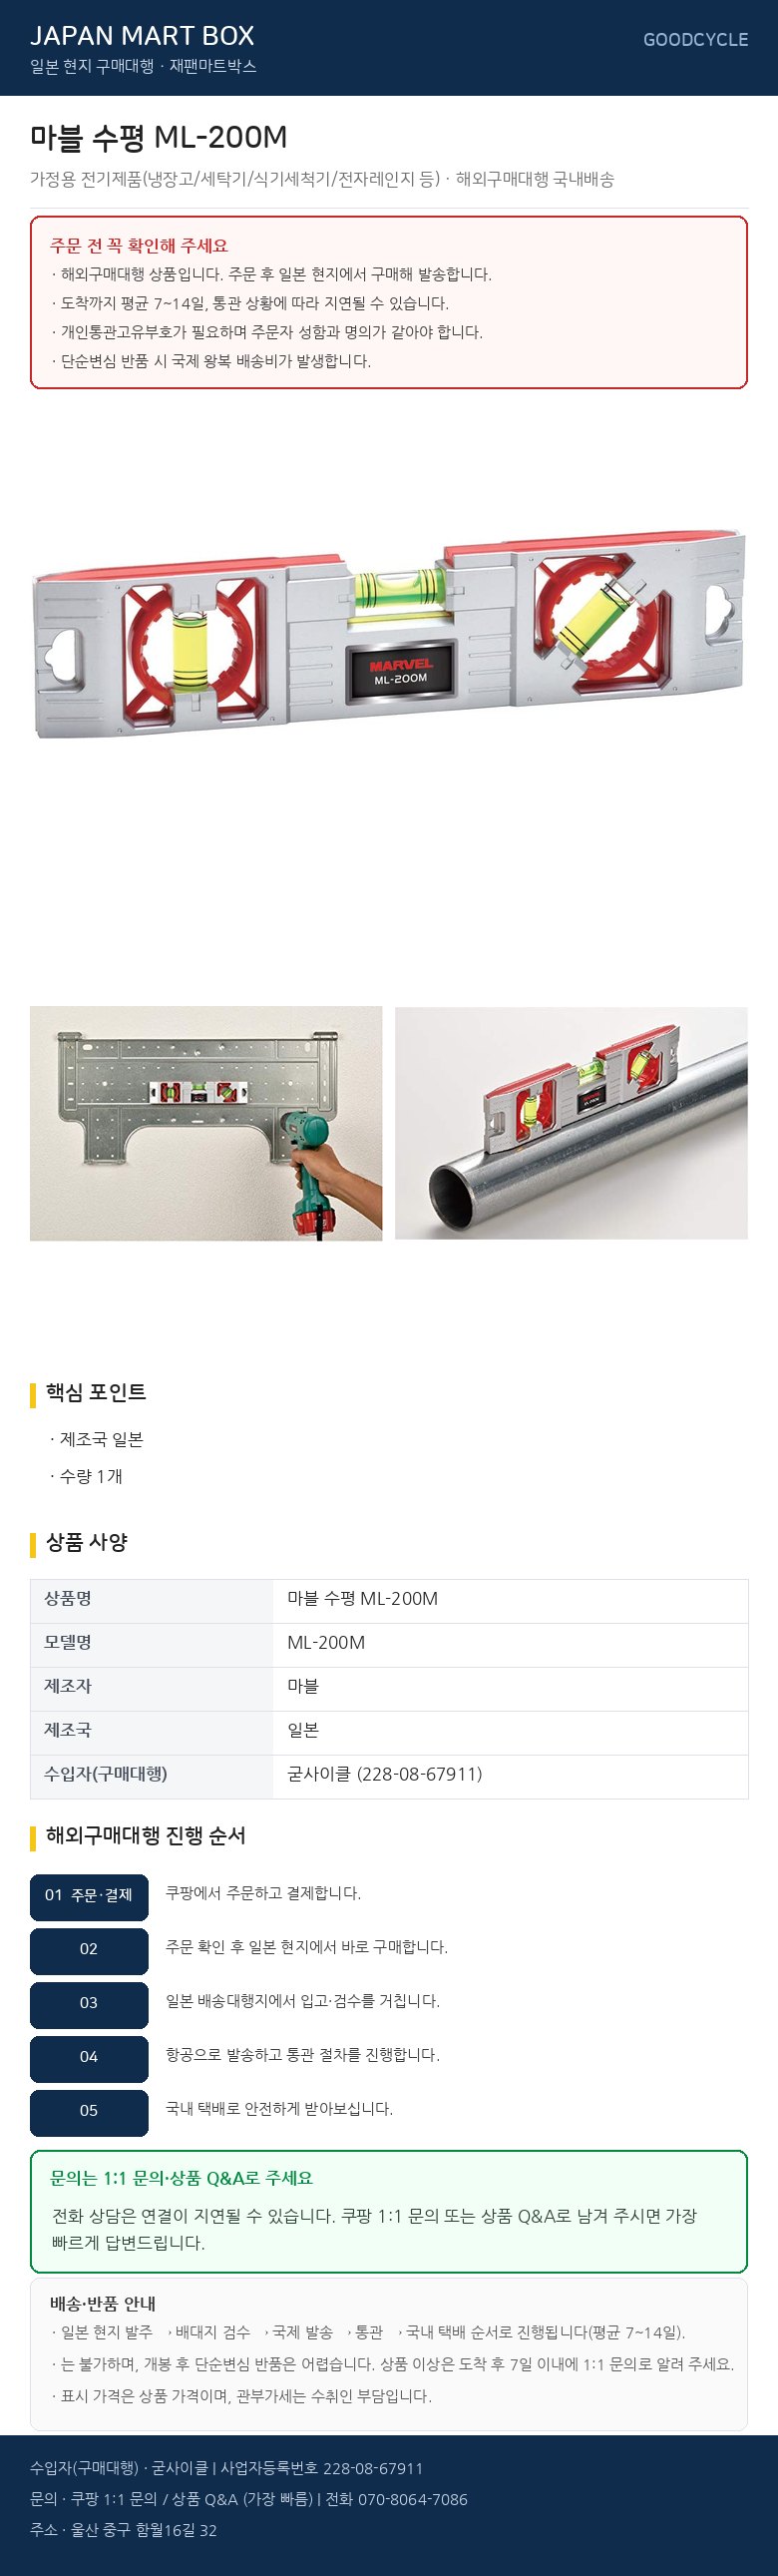 JAPAN MART BOX
GOODCYCLE
일본 현지 구매대행 · 재팬마트박스
마블 수평 ML-200M
가정용 전기제품(냉장고/세탁기/식기세척기/전자레인지 등) · 해외구매대행 국내배송
주문 전 꼭 확인해 주세요
· 해외구매대행 상품입니다. 주문 후 일본 현지에서 구매해 발송합니다.
· 도착까지 평균 7~14일, 통관 상황에 따라 지연될 수 있습니다.
· 개인통관고유부호가 필요하며 주문자 성함과 명의가 같아야 합니다.
· 단순변심 반품 시 국제 왕복 배송비가 발생합니다.
MARVEL
ML-200M
핵심 포인트
· 제조국 일본
· 수량 1개
상품 사양
상품명 마블 수평 ML-200M
모델명 ML-200M
제조자 마블
제조국 일본
수입자(구매대행) 굳사이클 (228-08-67911)
해외구매대행 진행 순서
01 주문·결제 쿠팡에서 주문하고 결제합니다.
02 주문 확인 후 일본 현지에서 바로 구매합니다.
03 일본 배송대행지에서 입고·검수를 거칩니다.
04 항공으로 발송하고 통관 절차를 진행합니다.
05 국내 택배로 안전하게 받아보십니다.
문의는 1:1 문의·상품 Q&A로 주세요
전화 상담은 연결이 지연될 수 있습니다. 쿠팡 1:1 문의 또는 상품 Q&A로 남겨 주시면 가장
빠르게 답변드립니다.
배송·반품 안내
· 일본 현지 발주 › 배대지 검수 › 국제 발송 › 통관 › 국내 택배 순서로 진행됩니다(평균 7~14일).
· 는 불가하며, 개봉 후 단순변심 반품은 어렵습니다. 상품 이상은 도착 후 7일 이내에 1:1 문의로 알려 주세요.
· 표시 가격은 상품 가격이며, 관부가세는 수취인 부담입니다.
수입자(구매대행) · 굳사이클 | 사업자등록번호 228-08-67911
문의 · 쿠팡 1:1 문의 / 상품 Q&A (가장 빠름) | 전화 070-8064-7086
주소 · 울산 중구 함월16길 32